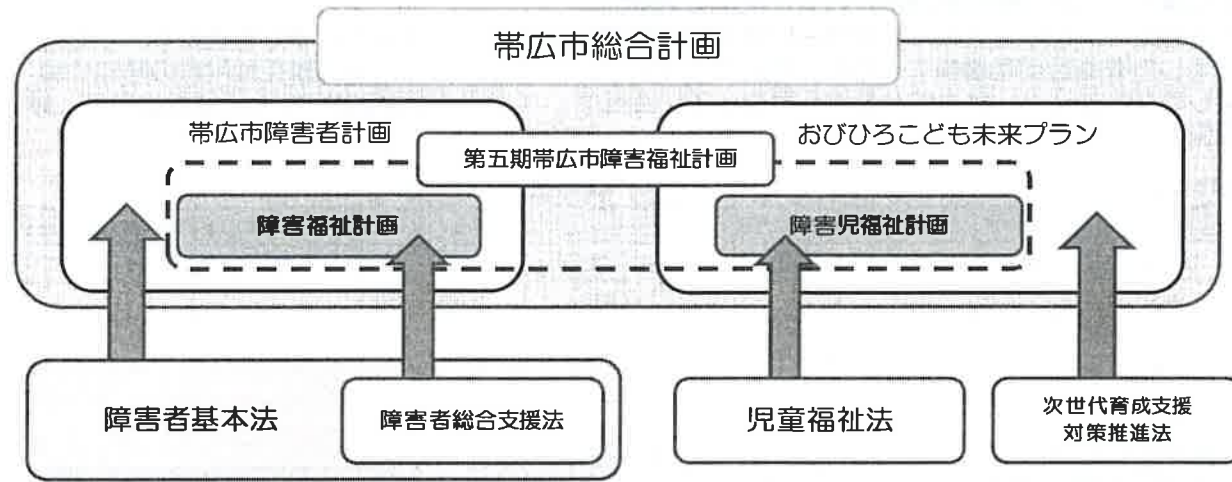 帯広市総合計画
帯広市障害者計画
おびひろこども未来プラン
第五期帯広市障害福祉計画
障害福祉計画
障害児福祉計画
障害者基本法
障害者総合支援法
児童福祉法
次世代育成支援
対策推進法